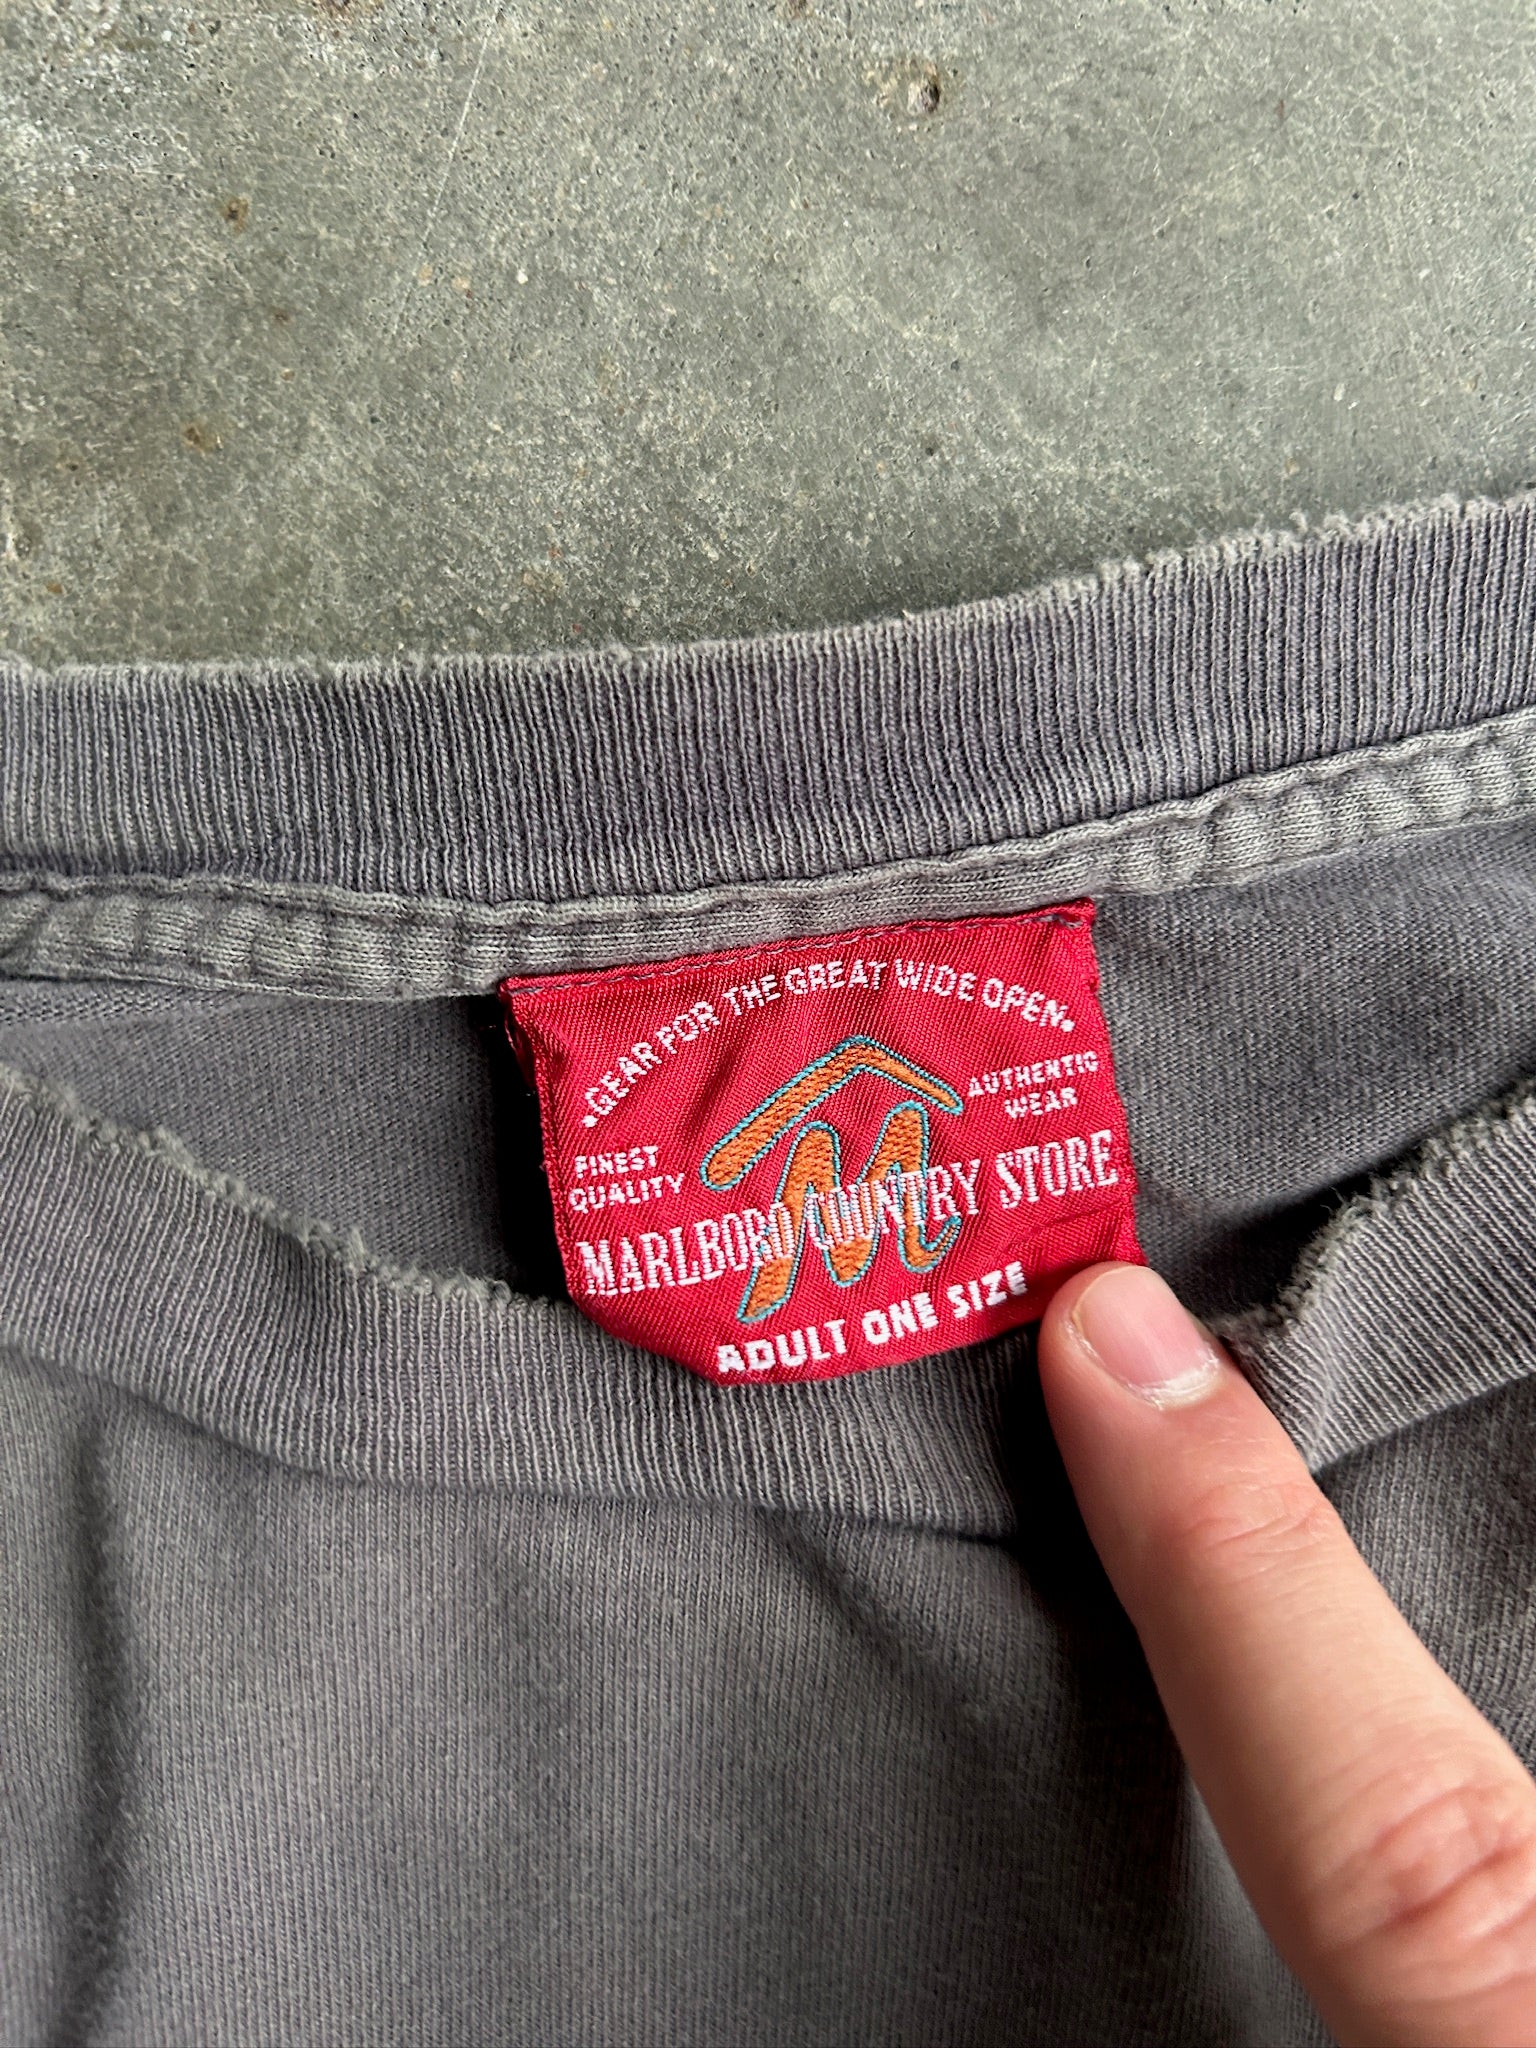 •GEAR FOR THE GREAT WIDE OPEN•
AUTHENTIC
WEAR
FINEST
QUALITY
M
MARLBORO COUNTRY STORE
ADULT ONE SIZE